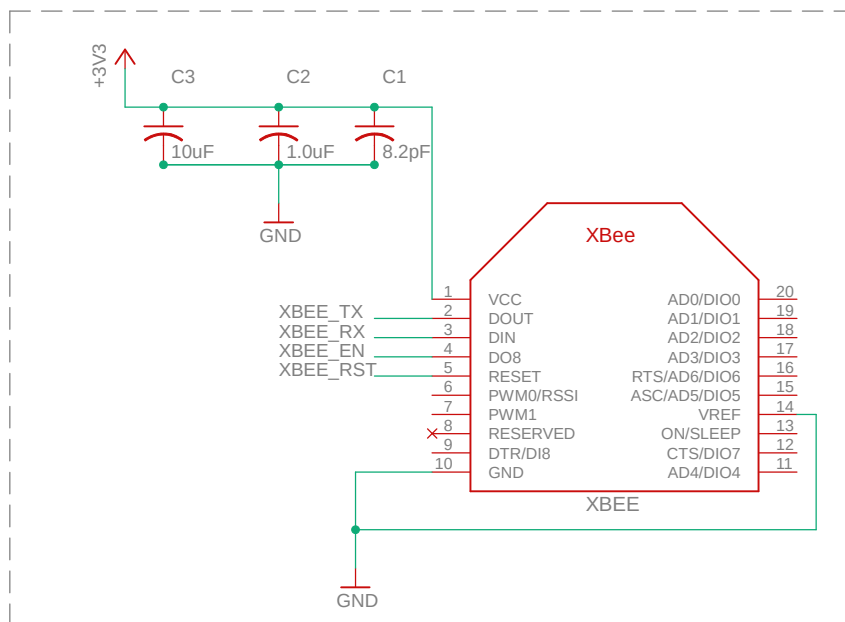 +3V3
C3
C2
C1
10uF
1.0uF
8.2pF
GND
XBee
1 VCC AD0/DIO0 20
XBEE_TX 2 DOUT AD1/DIO1 19
XBEE_RX 3 DIN AD2/DIO2 18
XBEE_EN 4 DO8 AD3/DIO3 17
XBEE_RST 5 RESET RTS/AD6/DIO6 16
6 PWM0/RSSI ASC/AD5/DIO5 15
7 PWM1 VREF 14
8 RESERVED ON/SLEEP 13
9 DTR/DI8 CTS/DIO7 12
10 GND AD4/DIO4 11
XBEE
GND